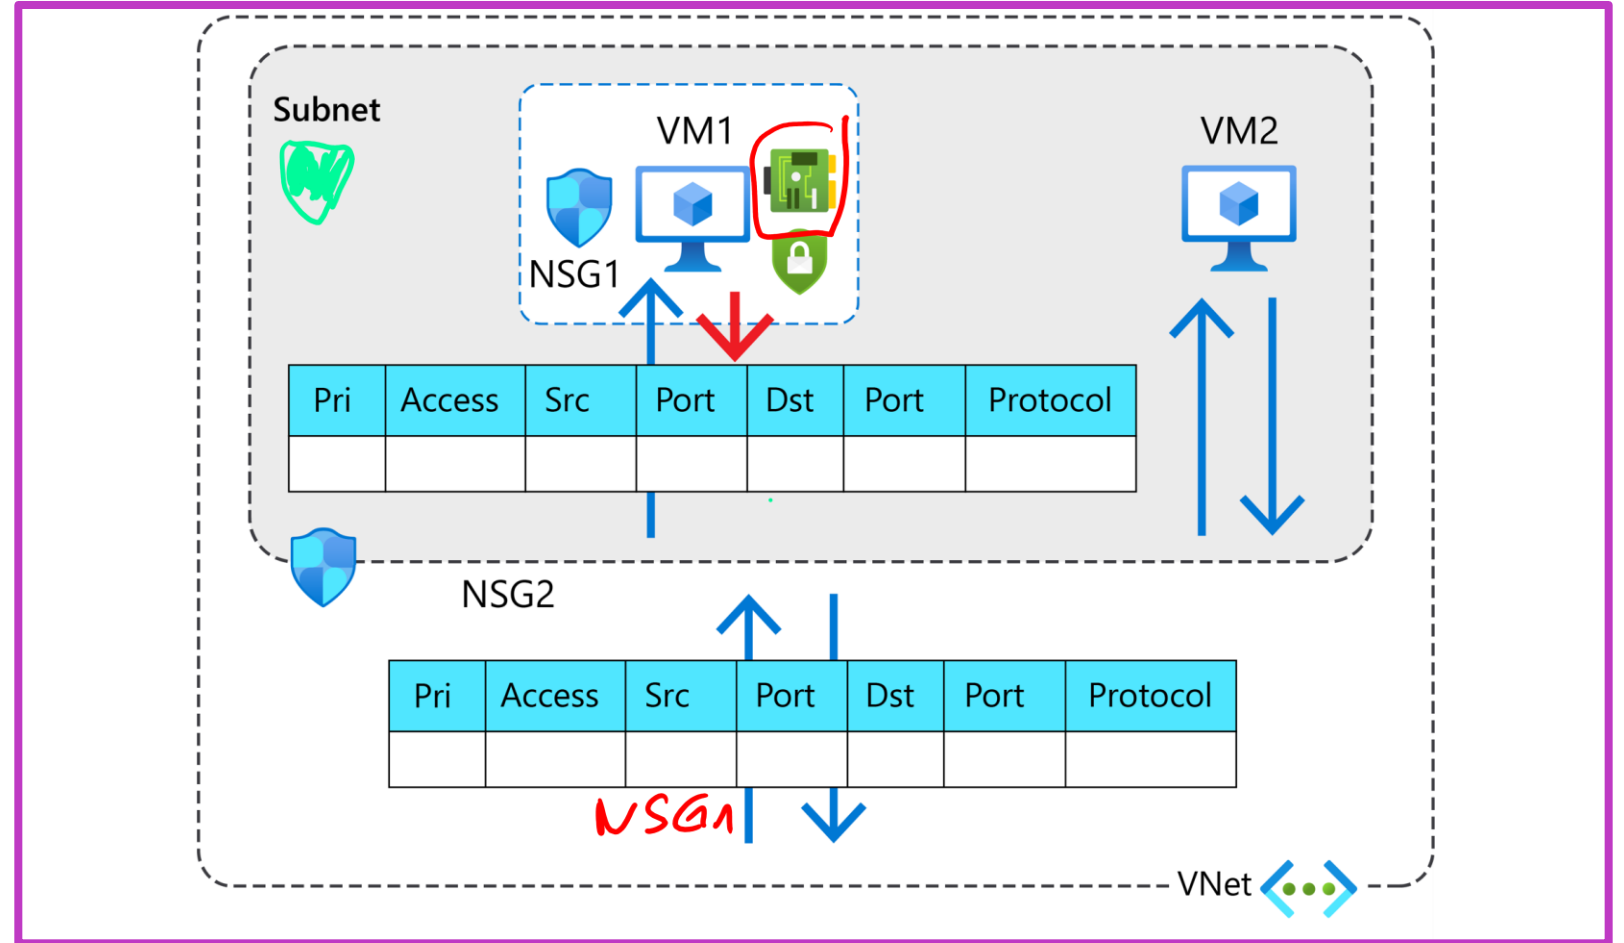 Subnet
VM1
VM2
NSG1
Pri Access Src Port Dst Port Protocol
NSG2
Pri Access Src Port Dst Port Protocol
NSG1
VNet